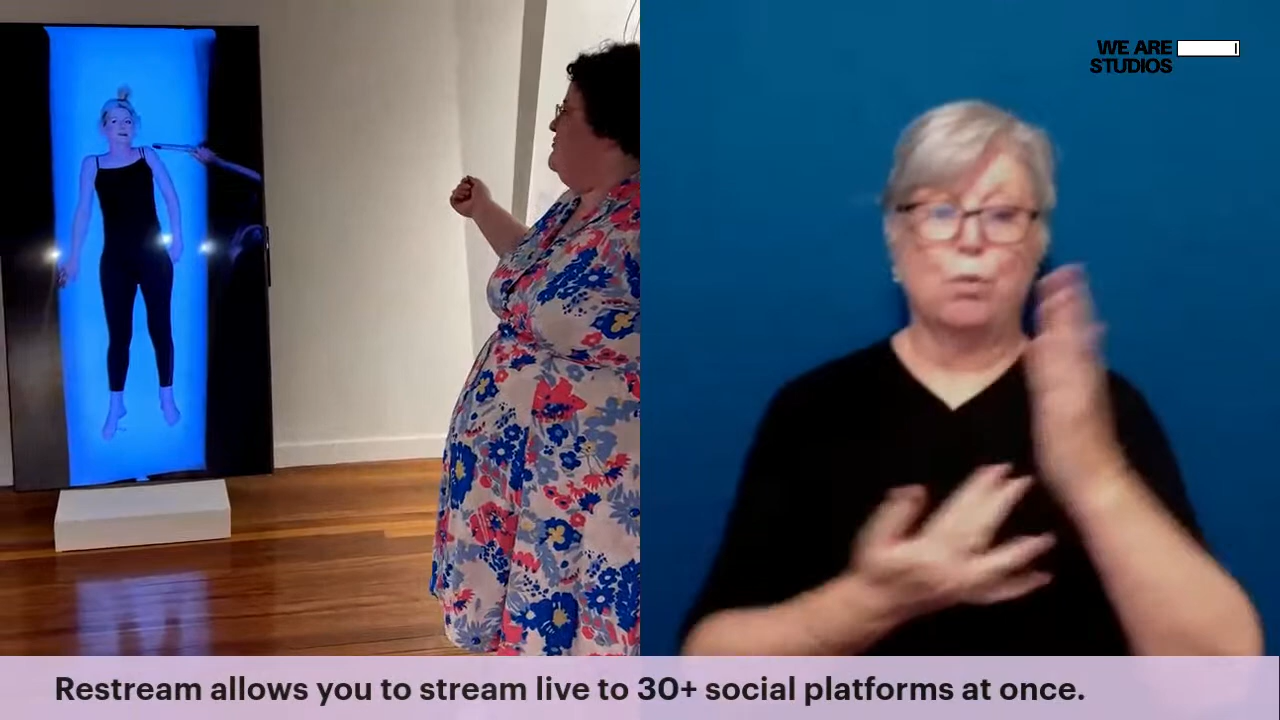 WE ARE
STUDIOS
Restream allows you to stream live to 30+ social platforms at once.